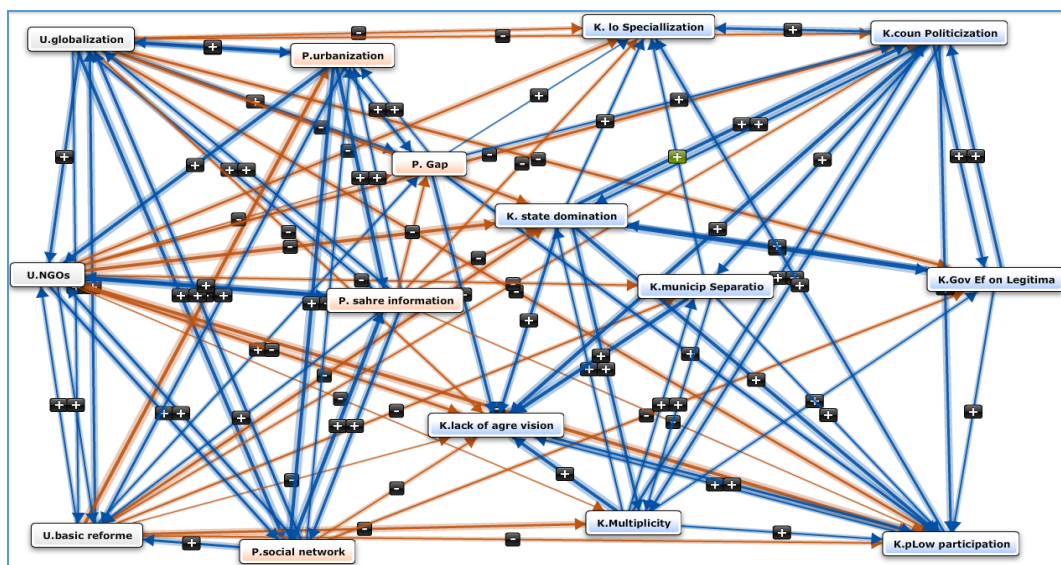 U.globalization
P.urbanization
K. lo Speciallization
K.coun Politicization
P. Gap
K. state domination
U.NGOs
P. sahre information
K.municip Separatio
K.Gov Ef on Legitima
K.lack of agre vision
U.basic reforme
P.social network
K.Multiplicity
K.pLow participation